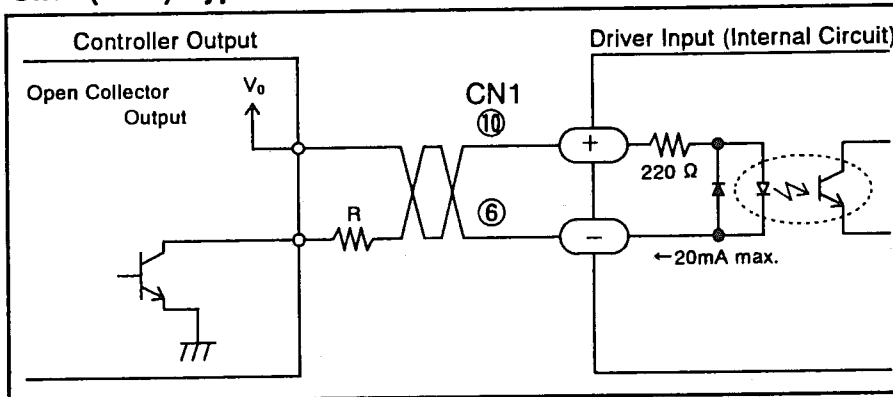 Controller Output
Driver Input (Internal Circuit)
Open Collector
Output
V₀
CN1
⑩
+
220 Ω
R
⑥
−
←20mA max.